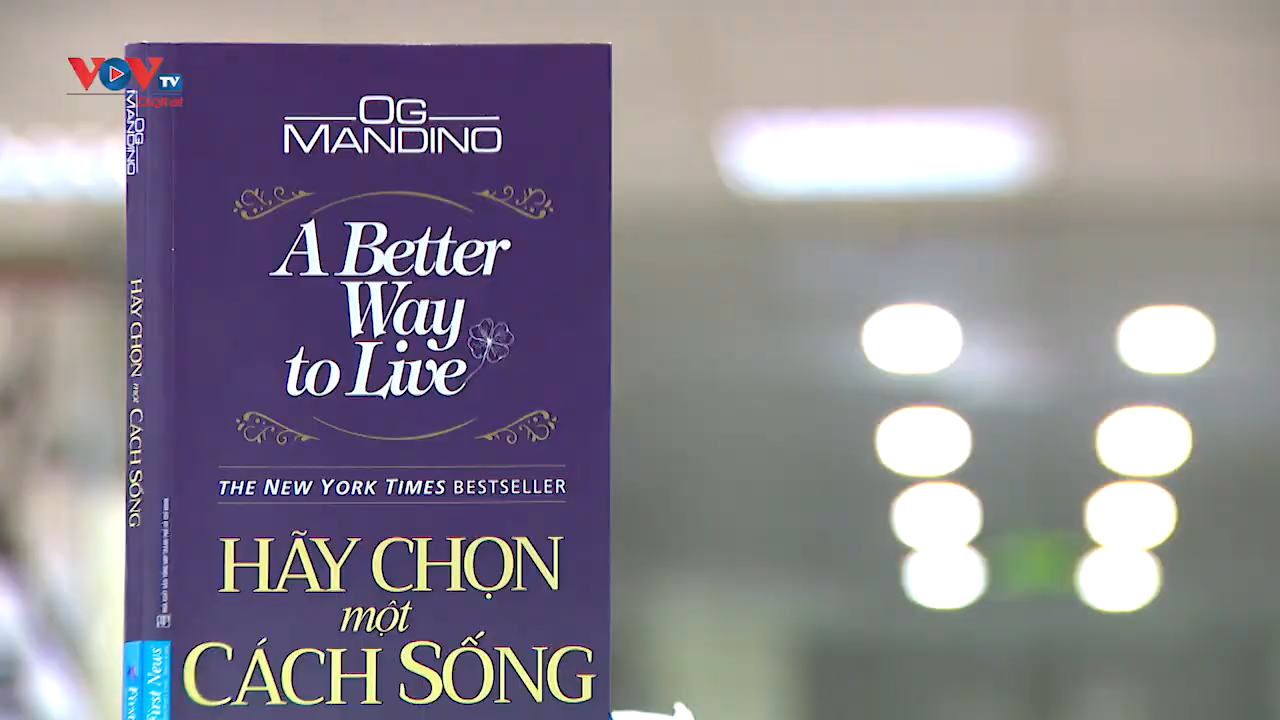 VOV TV
Digital
OG
MANDINO
A Better
Way
to Live
THE NEW YORK TIMES BESTSELLER
HÃY CHỌN
một
CÁCH SỐNG
OG
MANDINO
HÃY CHỌN một CÁCH SỐNG
First News